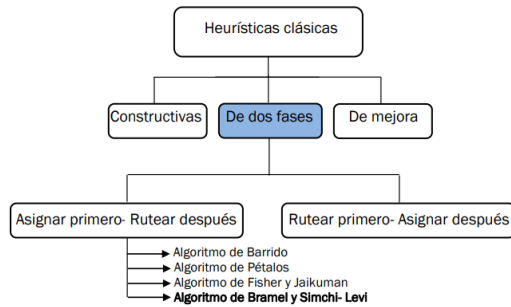 Heurísticas clásicas
Constructivas
De dos fases
De mejora
Asignar primero- Rutear después
Rutear primero- Asignar después
Algoritmo de Barrido
Algoritmo de Pétalos
Algoritmo de Fisher y Jaikuman
Algoritmo de Bramel y Simchi- Levi